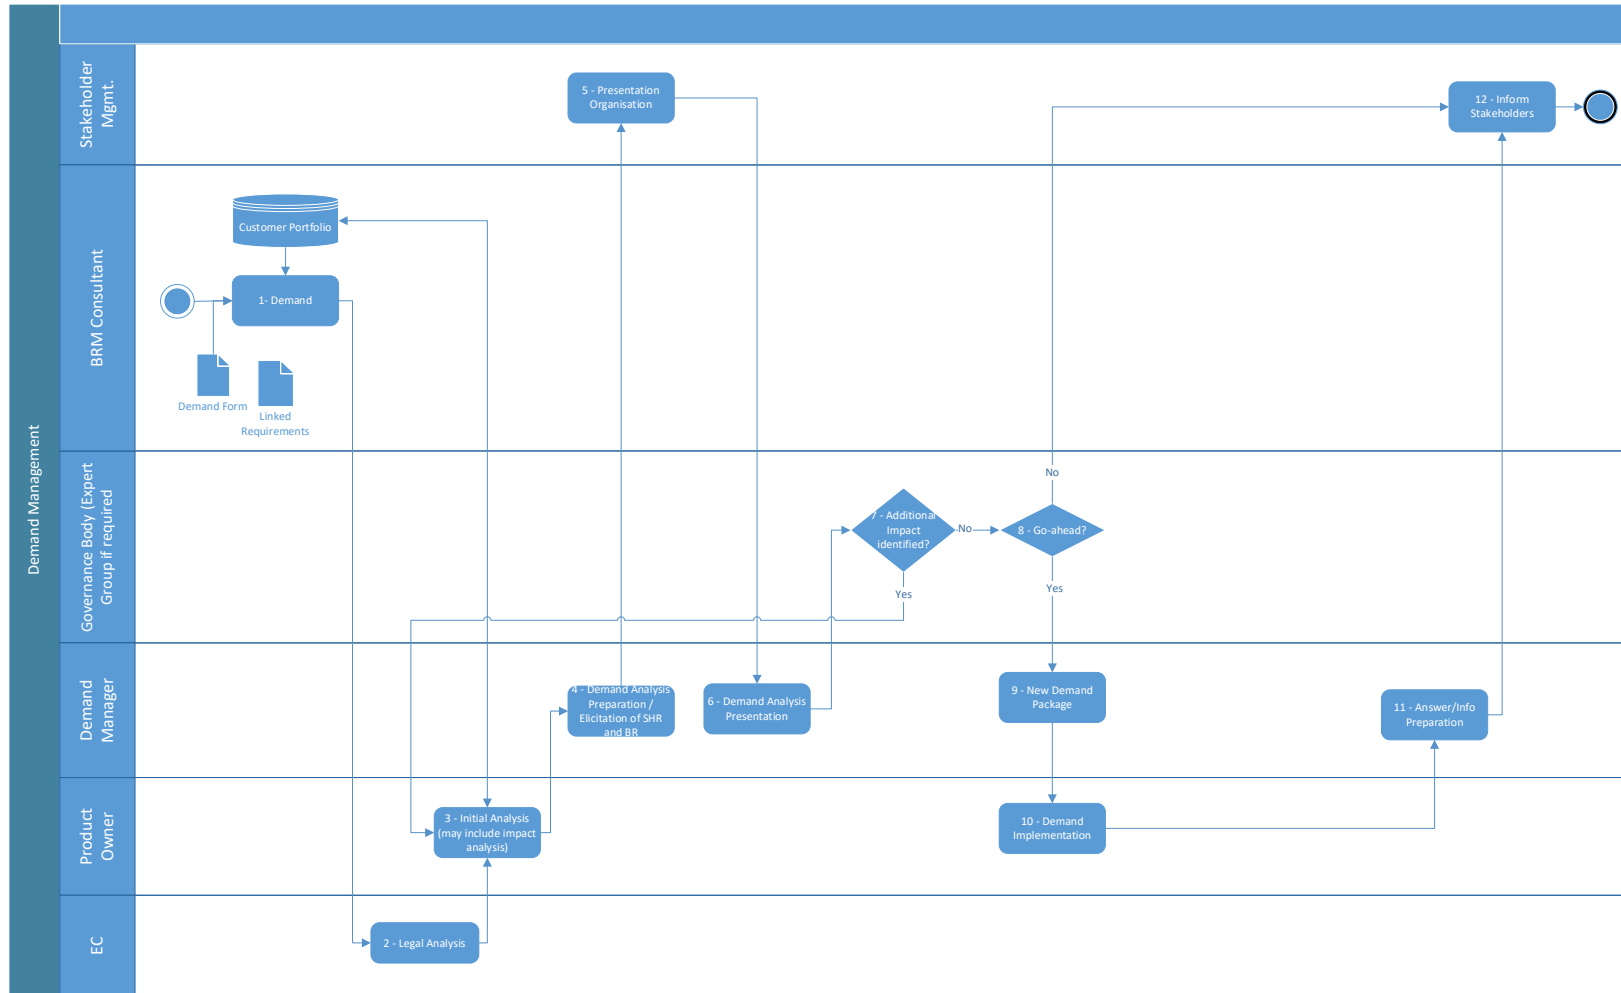 Demand Management
Stakeholder
Mgmt.
5 - Presentation
Organisation
12 - Inform
Stakeholders
BRM Consultant
Customer Portfolio
1- Demand
Demand Form
Linked
Requirements
Governance Body (Expert
Group if required
No
7 - Additional
Impact
identified?
No
8 - Go-ahead?
Yes
Yes
Demand
Manager
4 - Demand Analysis
Preparation /
Elicitation of SHR
and BR
6 - Demand Analysis
Presentation
9 - New Demand
Package
11 - Answer/Info
Preparation
Product
Owner
3 - Initial Analysis
(may include impact
analysis)
10 - Demand
Implementation
EC
2 - Legal Analysis